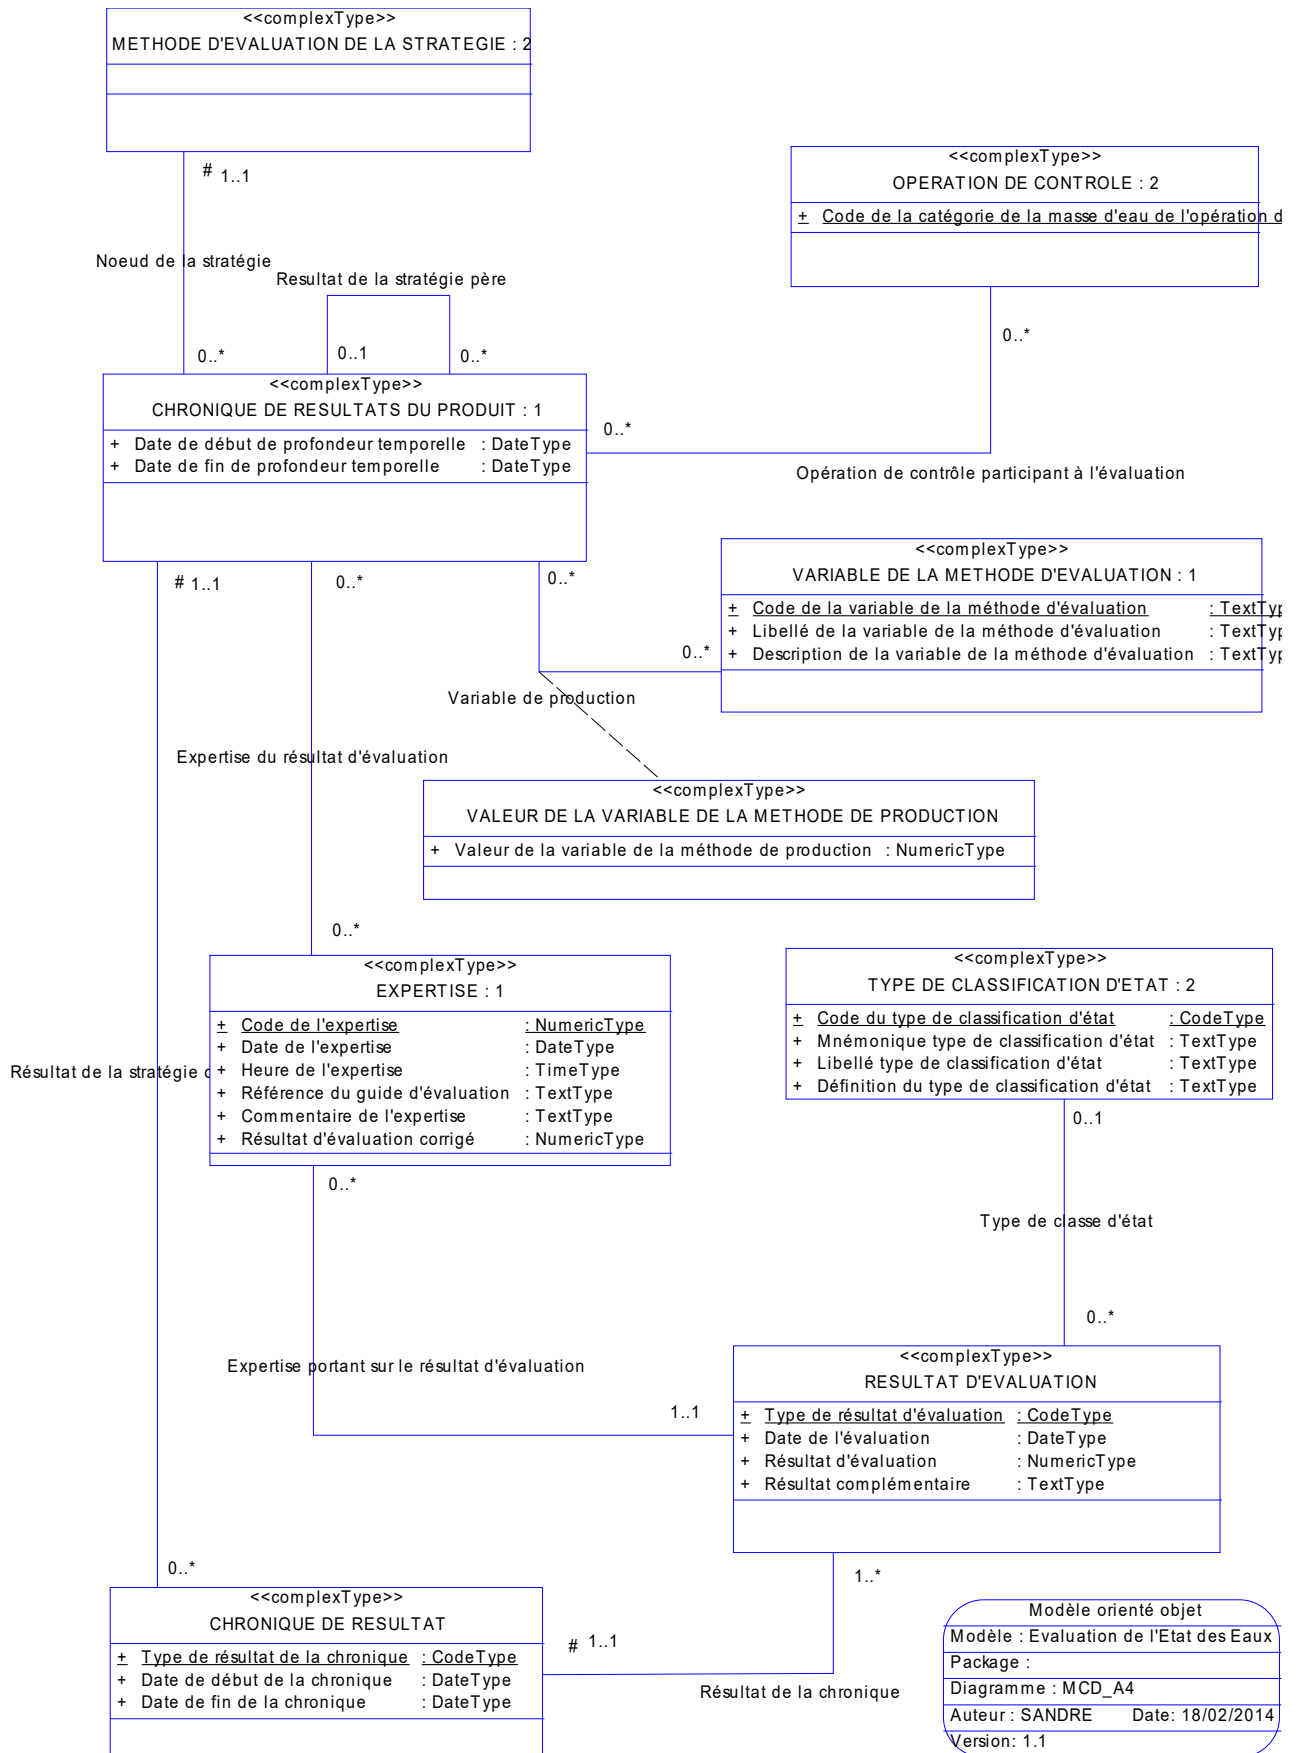 <<complexType>>
METHODE D'EVALUATION DE LA STRATEGIE : 2
# 1..1
Noeud de la stratégie
0..*
Resultat de la stratégie père
0..1
0..*
<<complexType>>
OPERATION DE CONTROLE : 2
+ Code de la catégorie de la masse d'eau de l'opération d
0..*
<<complexType>>
CHRONIQUE DE RESULTATS DU PRODUIT : 1
+ Date de début de profondeur temporelle : DateType
+ Date de fin de profondeur temporelle : DateType
0..*
Opération de contrôle participant à l'évaluation
# 1..1
0..*
0..*
<<complexType>>
VARIABLE DE LA METHODE D'EVALUATION : 1
+ Code de la variable de la méthode d'évaluation : TextTyp
+ Libellé de la variable de la méthode d'évaluation : TextTyp
+ Description de la variable de la méthode d'évaluation : TextTyp
0..*
Variable de production
Expertise du résultat d'évaluation
<<complexType>>
VALEUR DE LA VARIABLE DE LA METHODE DE PRODUCTION
+ Valeur de la variable de la méthode de production : NumericType
0..*
<<complexType>>
EXPERTISE : 1
+ Code de l'expertise : NumericType
+ Date de l'expertise : DateType
+ Heure de l'expertise : TimeType
+ Référence du guide d'évaluation : TextType
+ Commentaire de l'expertise : TextType
+ Résultat d'évaluation corrigé : NumericType
Résultat de la stratégie
<<complexType>>
TYPE DE CLASSIFICATION D'ETAT : 2
+ Code du type de classification d'état : CodeType
+ Mnémonique type de classification d'état : TextType
+ Libellé type de classification d'état : TextType
+ Définition du type de classification d'état : TextType
0..1
0..*
Type de classe d'état
0..*
Expertise portant sur le résultat d'évaluation
1..1
<<complexType>>
RESULTAT D'EVALUATION
+ Type de résultat d'évaluation : CodeType
+ Date de l'évaluation : DateType
+ Résultat d'évaluation : NumericType
+ Résultat complémentaire : TextType
1..*
0..*
<<complexType>>
CHRONIQUE DE RESULTAT
+ Type de résultat de la chronique : CodeType
+ Date de début de la chronique : DateType
+ Date de fin de la chronique : DateType
# 1..1
Résultat de la chronique
Modèle orienté objet
Modèle : Evaluation de l'Etat des Eaux
Package :
Diagramme : MCD_A4
Auteur : SANDRE Date: 18/02/2014
Version: 1.1